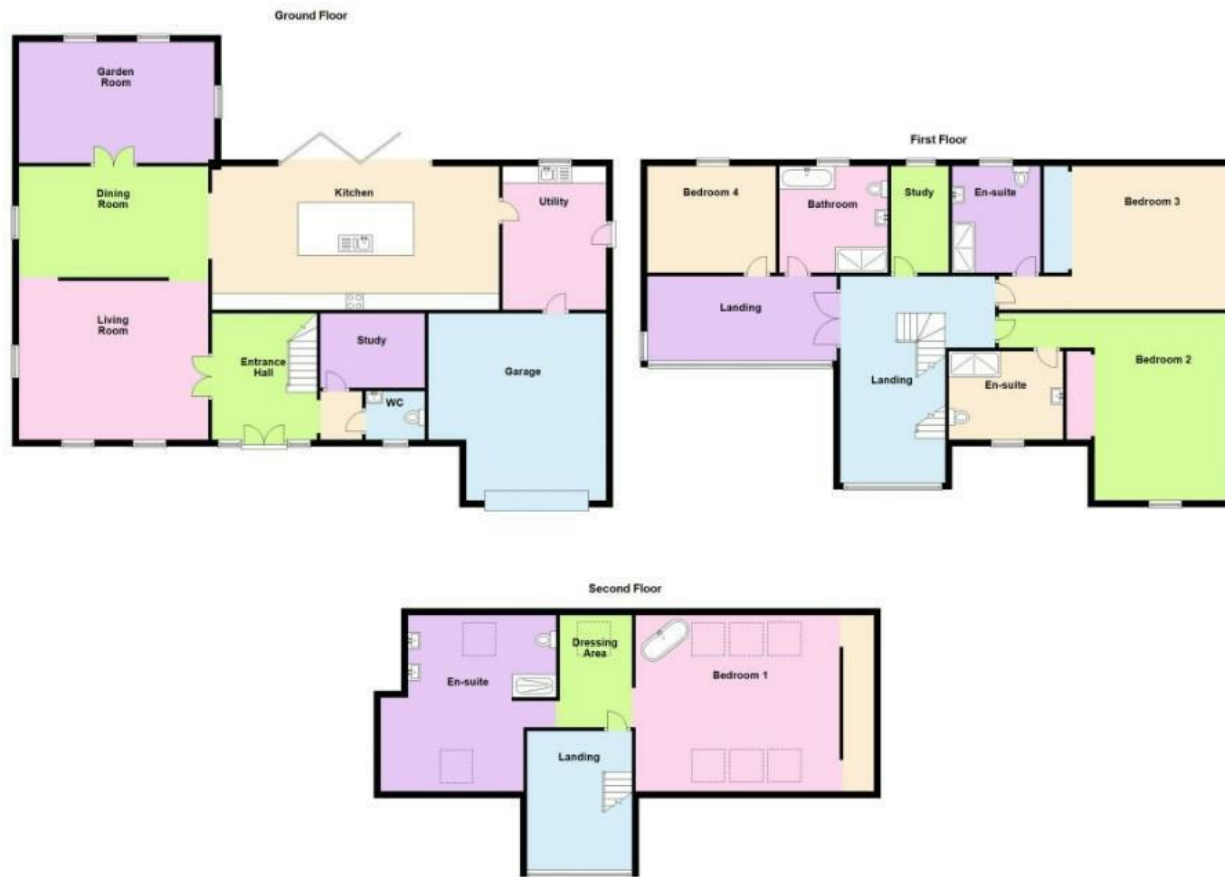 Ground Floor
Garden
Room
Dining
Room
Kitchen
Utility
Living
Room
Entrance
Hall
Study
WC
Garage
First Floor
Bedroom 4
Bathroom
Study
En-suite
Bedroom 3
Landing
Landing
En-suite
Bedroom 2
Second Floor
En-suite
Dressing
Area
Bedroom 1
Landing